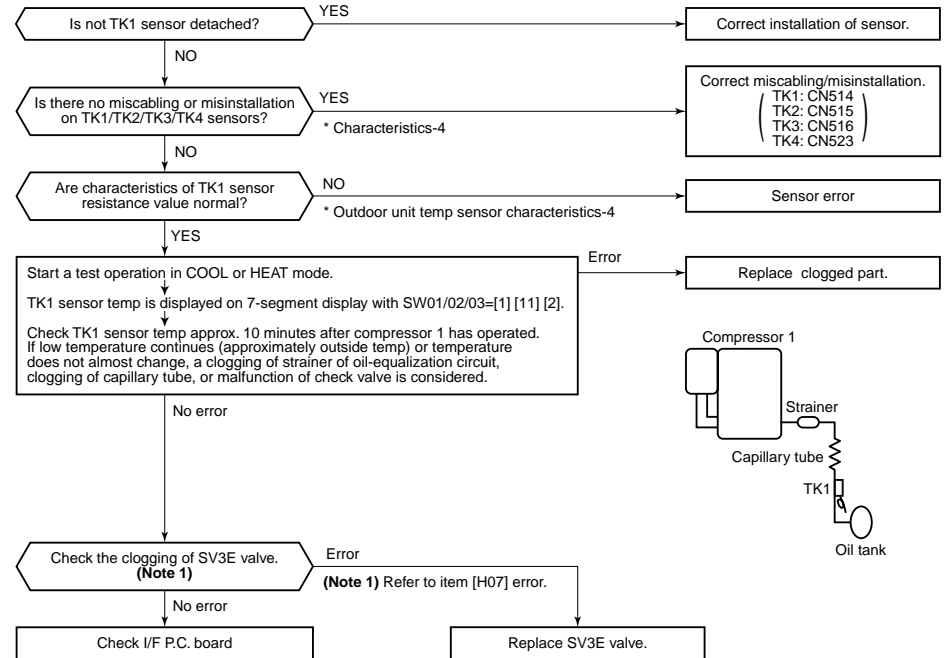 Is not TK1 sensor detached?
YES
Correct installation of sensor.
NO
Is there no miscabling or misinstallation
on TK1/TK2/TK3/TK4 sensors?
YES
* Characteristics-4
Correct miscabling/misinstallation.
TK1: CN514
TK2: CN515
TK3: CN516
TK4: CN523
NO
Are characteristics of TK1 sensor
resistance value normal?
NO
* Outdoor unit temp sensor characteristics-4
Sensor error
YES
Start a test operation in COOL or HEAT mode.
TK1 sensor temp is displayed on 7-segment display with SW01/02/03=[1] [11] [2].
Check TK1 sensor temp approx. 10 minutes after compressor 1 has operated.
If low temperature continues (approximately outside temp) or temperature
does not almost change, a clogging of strainer of oil-equalization circuit,
clogging of capillary tube, or malfunction of check valve is considered.
Error
Replace clogged part.
No error
Compressor 1
Strainer
Capillary tube
TK1
Oil tank
Check the clogging of SV3E valve.
(Note 1)
Error
(Note 1) Refer to item [H07] error.
No error
Check I/F P.C. board
Replace SV3E valve.